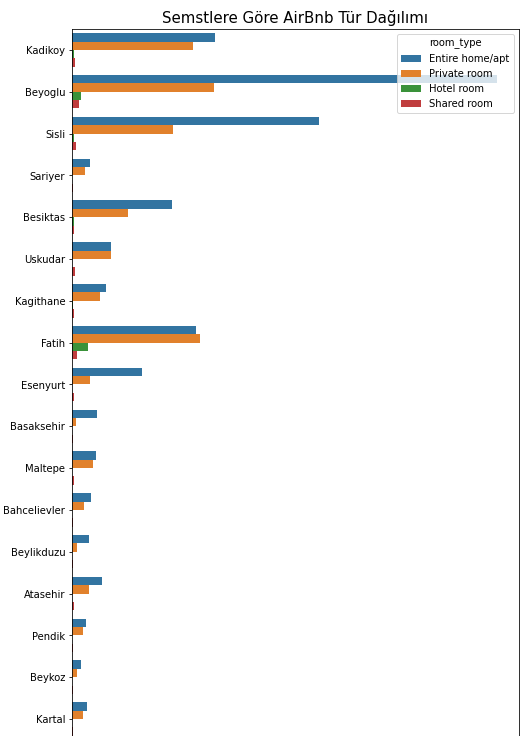 Semstlere Göre AirBnb Tür Dağılımı
room_type
Entire home/apt
Private room
Hotel room
Shared room
Kadikoy
Beyoglu
Sisli
Sariyer
Besiktas
Uskudar
Kagithane
Fatih
Esenyurt
Basaksehir
Maltepe
Bahcelievler
Beylikduzu
Atasehir
Pendik
Beykoz
Kartal